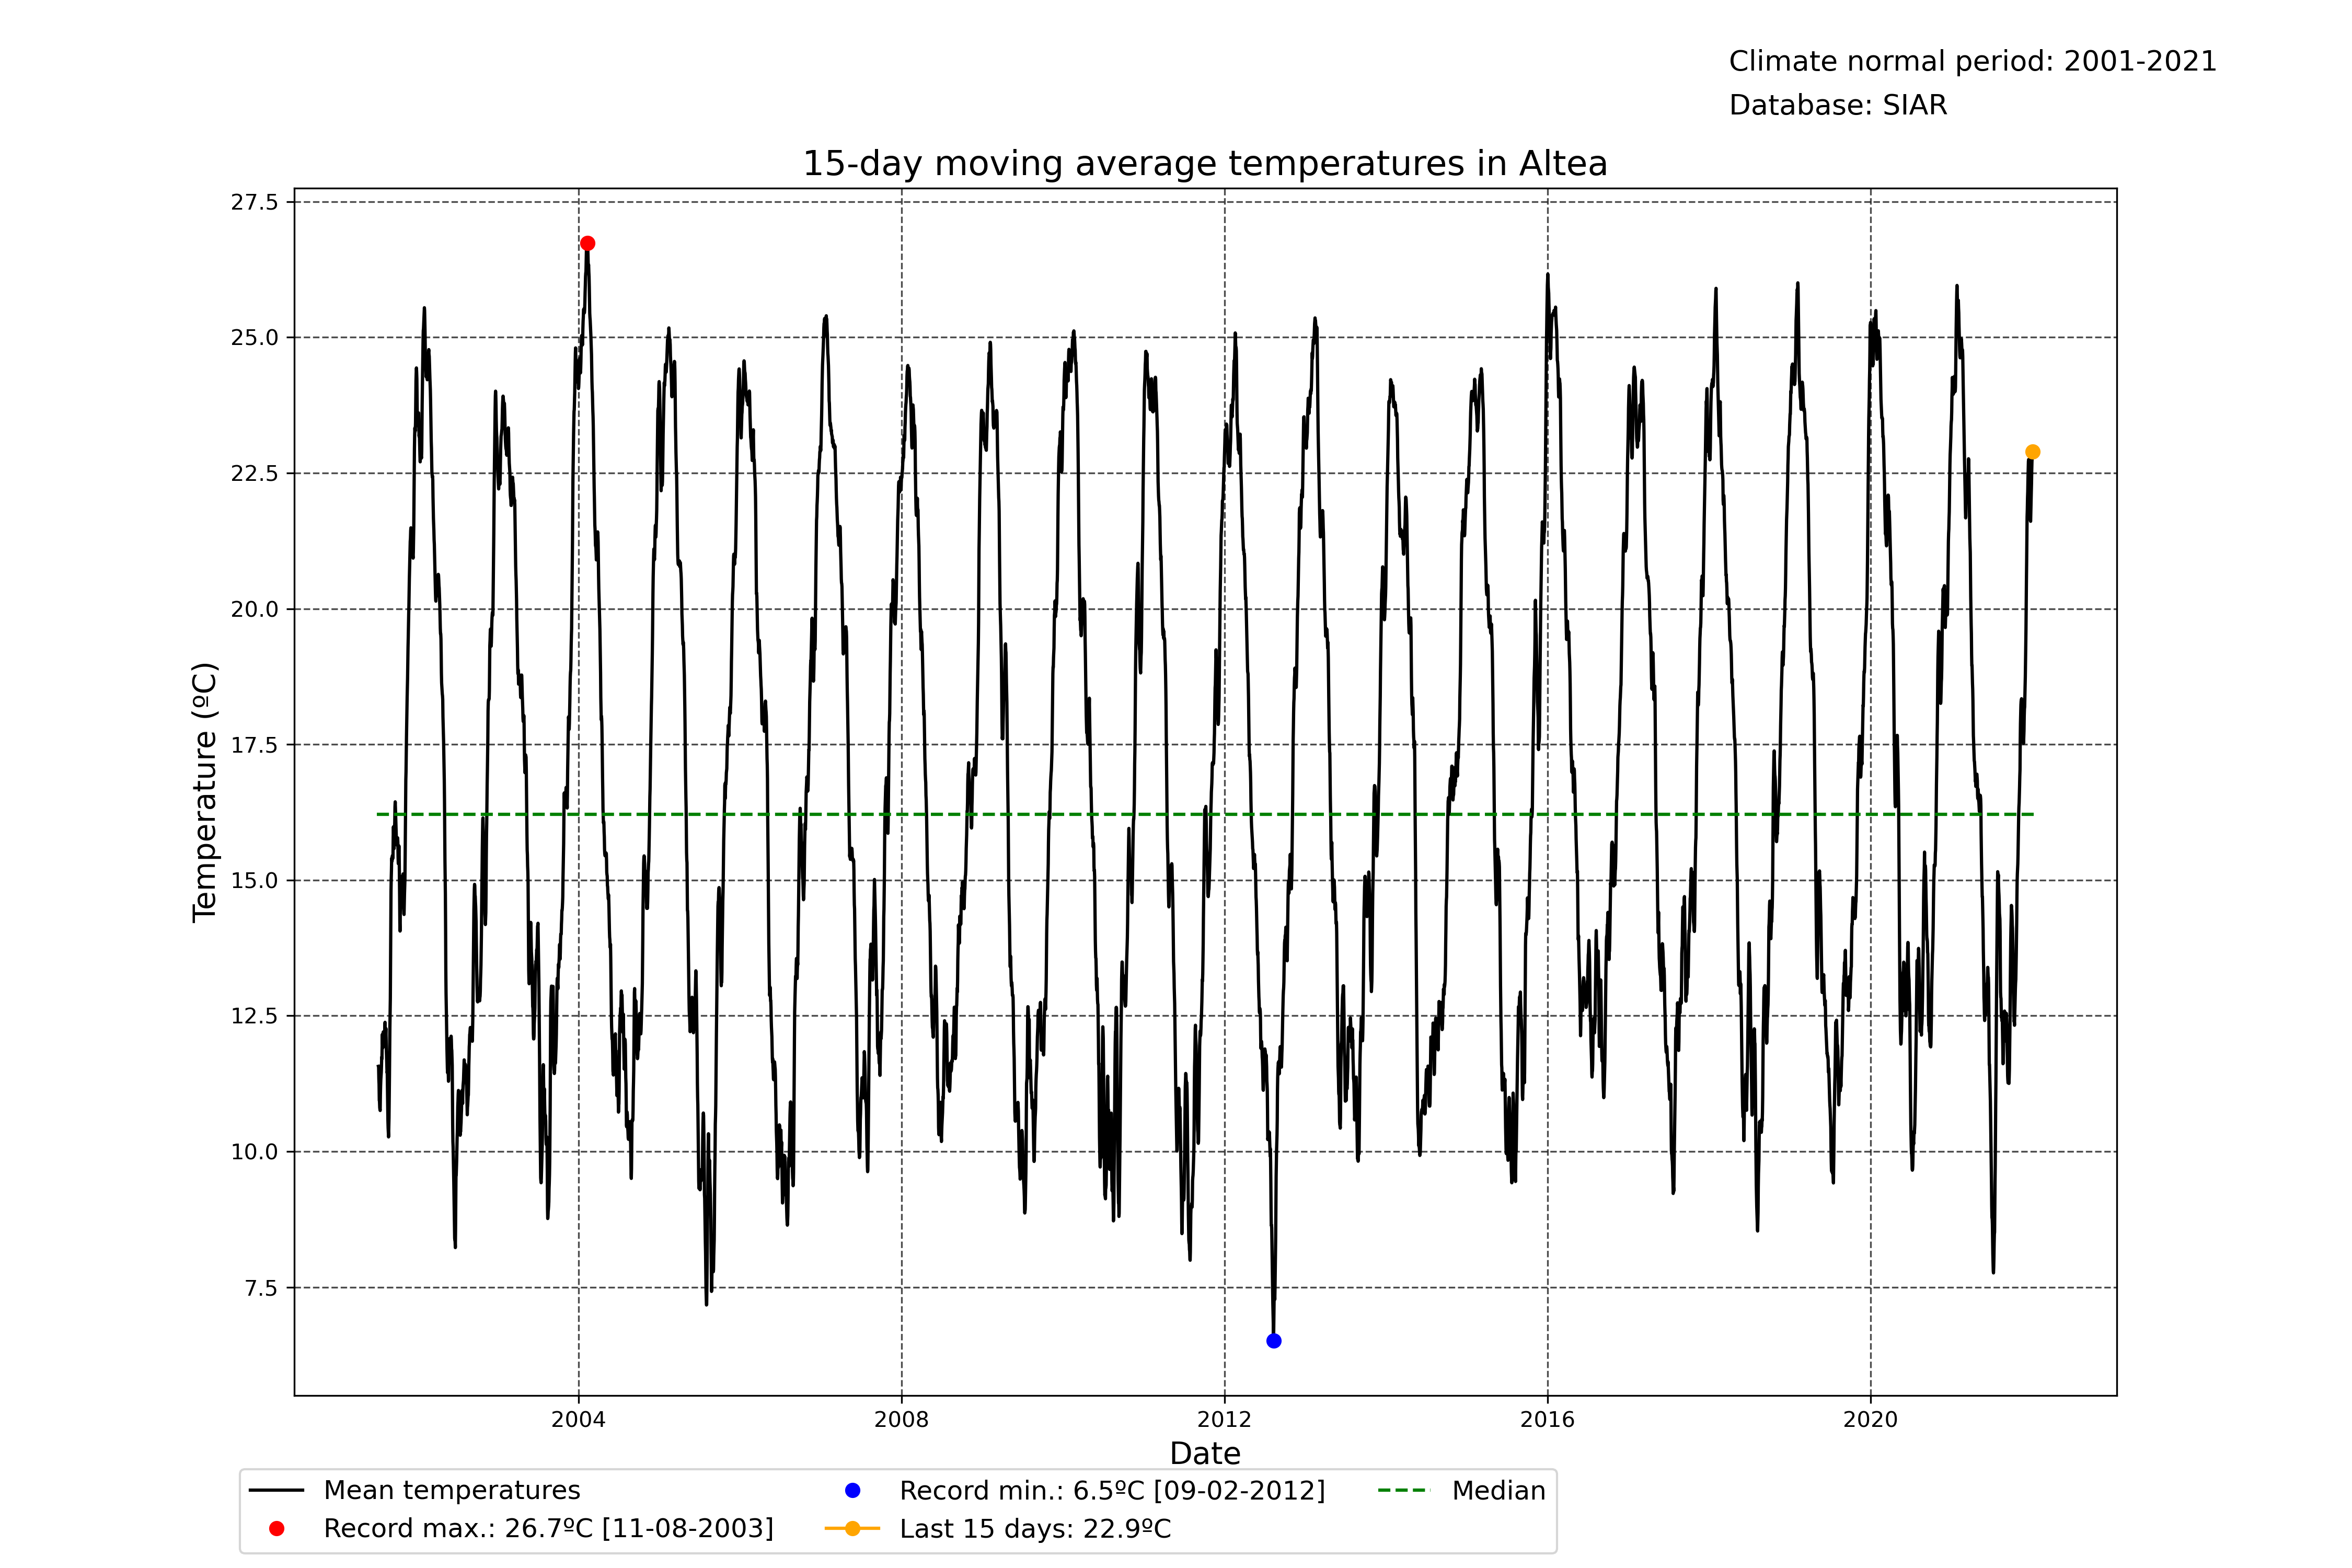 Climate normal period: 2001-2021
Database: SIAR
15-day moving average temperatures in Altea
27.5
25.0
22.5
20.0
17.5
15.0
12.5
10.0
7.5
Temperature (ºC)
2004 2008 2012 2016 2020
Date
Mean temperatures
Record max.: 26.7ºC [11-08-2003]
Record min.: 6.5ºC [09-02-2012]
Last 15 days: 22.9ºC
Median